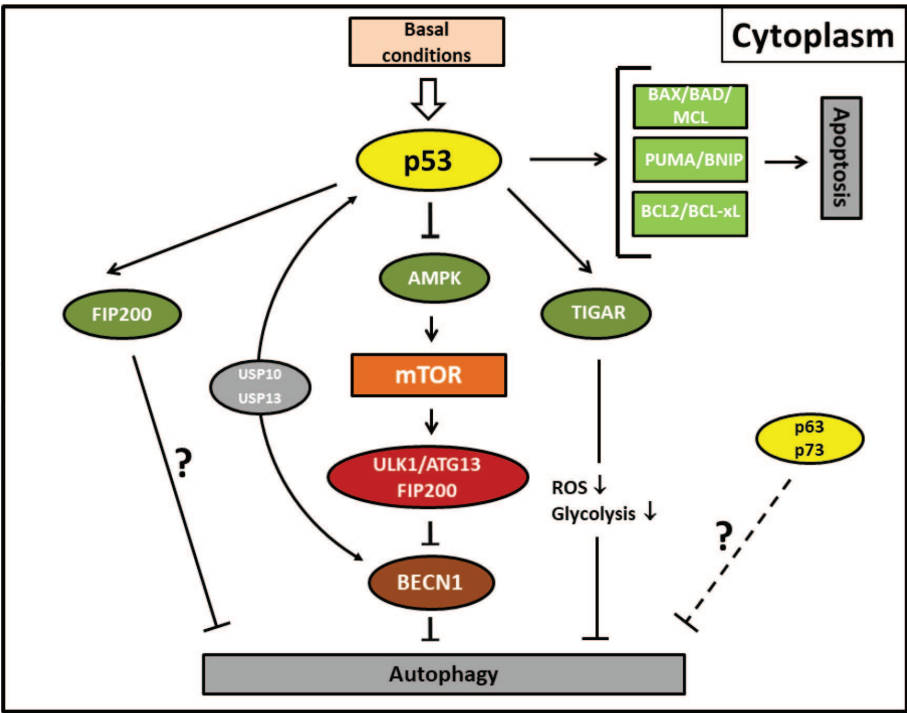 Basal
conditions
Cytoplasm
p53
BAX/BAD/
MCL
PUMA/BNIP
BCL2/BCL-xL
Apoptosis
AMPK
FIP200
TIGAR
mTOR
USP10
USP13
p63
p73
?
ULK1/ATG13
FIP200
ROS ↓
Glycolysis ↓
?
BECN1
Autophagy